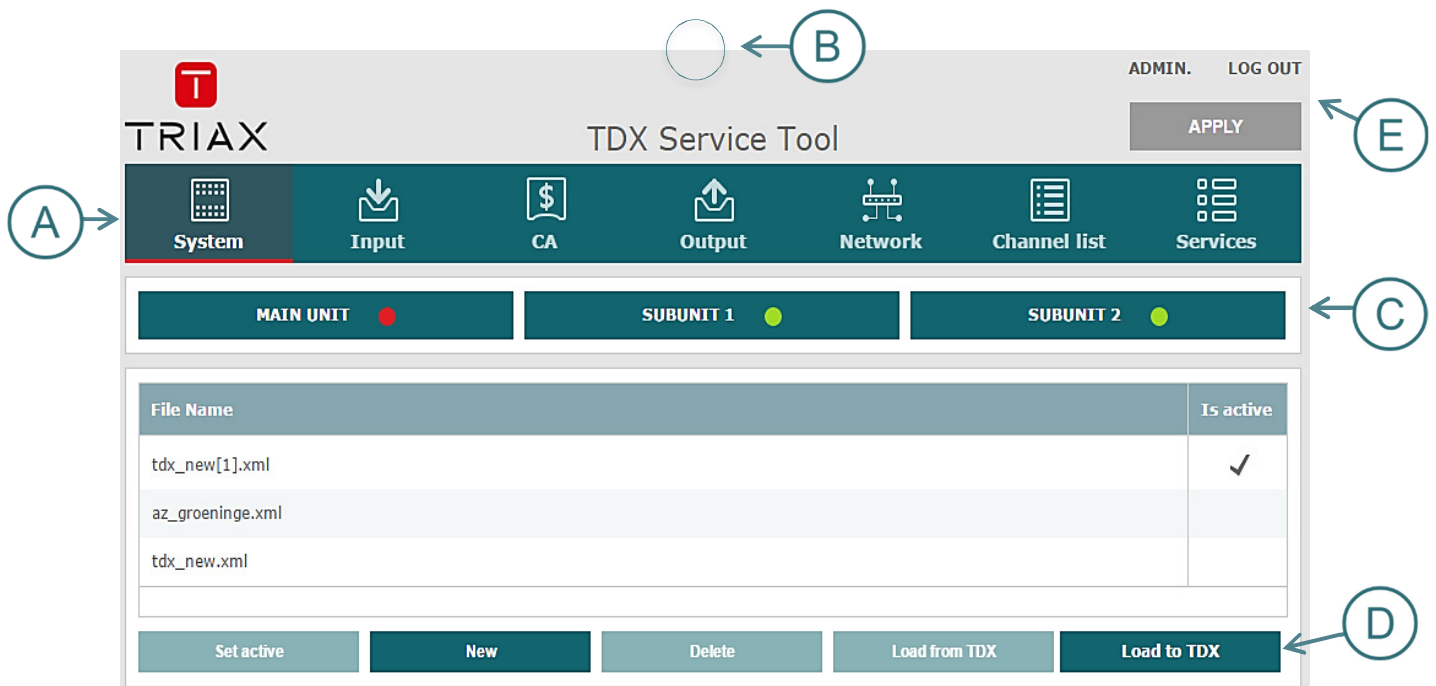 B
ADMIN. LOG OUT
T
TRIAX
TDX Service Tool
APPLY
E
A
System Input $ CA Output Network Channel list Services
MAIN UNIT SUBUNIT 1 SUBUNIT 2
C
File Name Is active
tdx_new[1].xml
az_groeninge.xml
tdx_new.xml
Set active New Delete Load from TDX Load to TDX
D